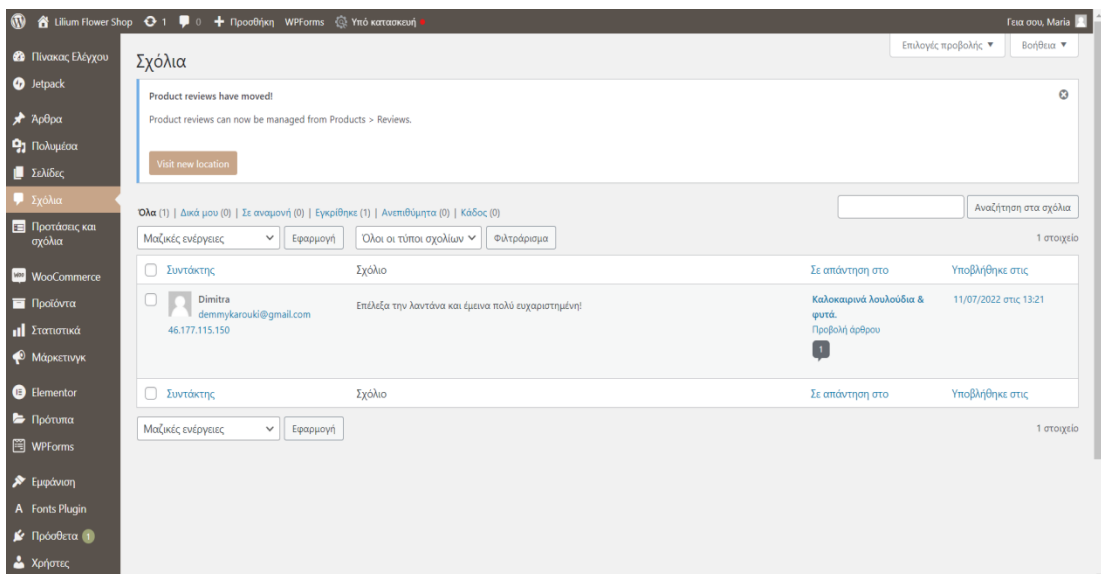 Lilium Flower Shop 1 0 Προσθήκη WPForms Υπό κατασκευή Γεια σου, Maria
Επιλογές προβολής ▼ Βοήθεια ▼
Πίνακας Ελέγχου
Jetpack
Άρθρα
Πολυμέσα
Σελίδες
Σχόλια
Προτάσεις και
σχόλια
WooCommerce
Προϊόντα
Στατιστικά
Μάρκετινγκ
Elementor
Πρότυπα
WPForms
Εμφάνιση
A Fonts Plugin
Πρόσθετα 1
Χρήστες
Σχόλια
Product reviews have moved!
Product reviews can now be managed from Products > Reviews.
Visit new location
Όλα (1) | Δικά μου (0) | Σε αναμονή (0) | Εγκρίθηκε (1) | Ανεπιθύμητα (0) | Κάδος (0)
Αναζήτηση στα σχόλια
Μαζικές ενέργειες Εφαρμογή Όλοι οι τύποι σχολίων Φιλτράρισμα 1 στοιχείο
Συντάκτης Σχόλιο Σε απάντηση στο Υποβλήθηκε στις
Dimitra
demmykarouki@gmail.com
46.177.115.150
Επέλεξα την λαντάνα και έμεινα πολύ ευχαριστημένη!
Καλοκαιρινά λουλούδια &
φυτά.
Προβολή άρθρου
1
11/07/2022 στις 13:21
Συντάκτης Σχόλιο Σε απάντηση στο Υποβλήθηκε στις
Μαζικές ενέργειες Εφαρμογή 1 στοιχείο